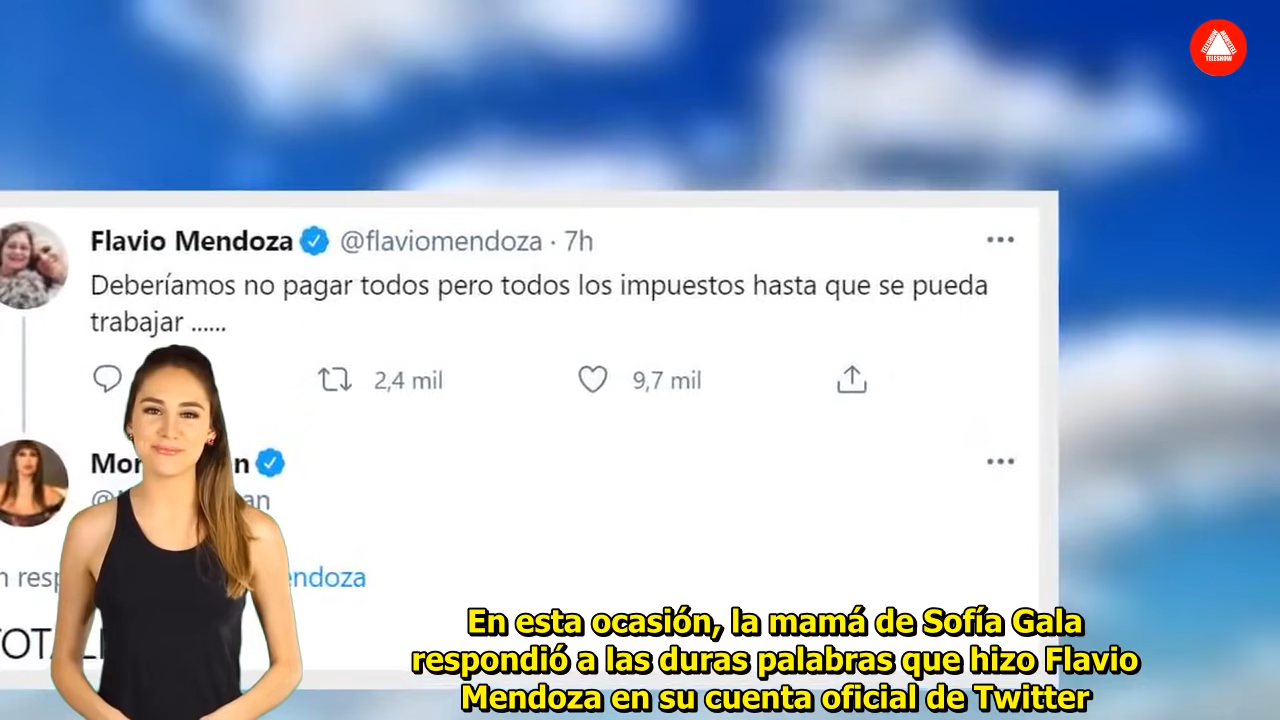 TELESHOW
Flavio Mendoza @flaviomendoza · 7h
Deberíamos no pagar todos pero todos los impuestos hasta que se pueda
trabajar ......
2,4 mil 9,7 mil
En esta ocasión, la mamá de Sofía Gala
respondió a las duras palabras que hizo Flavio
Mendoza en su cuenta oficial de Twitter